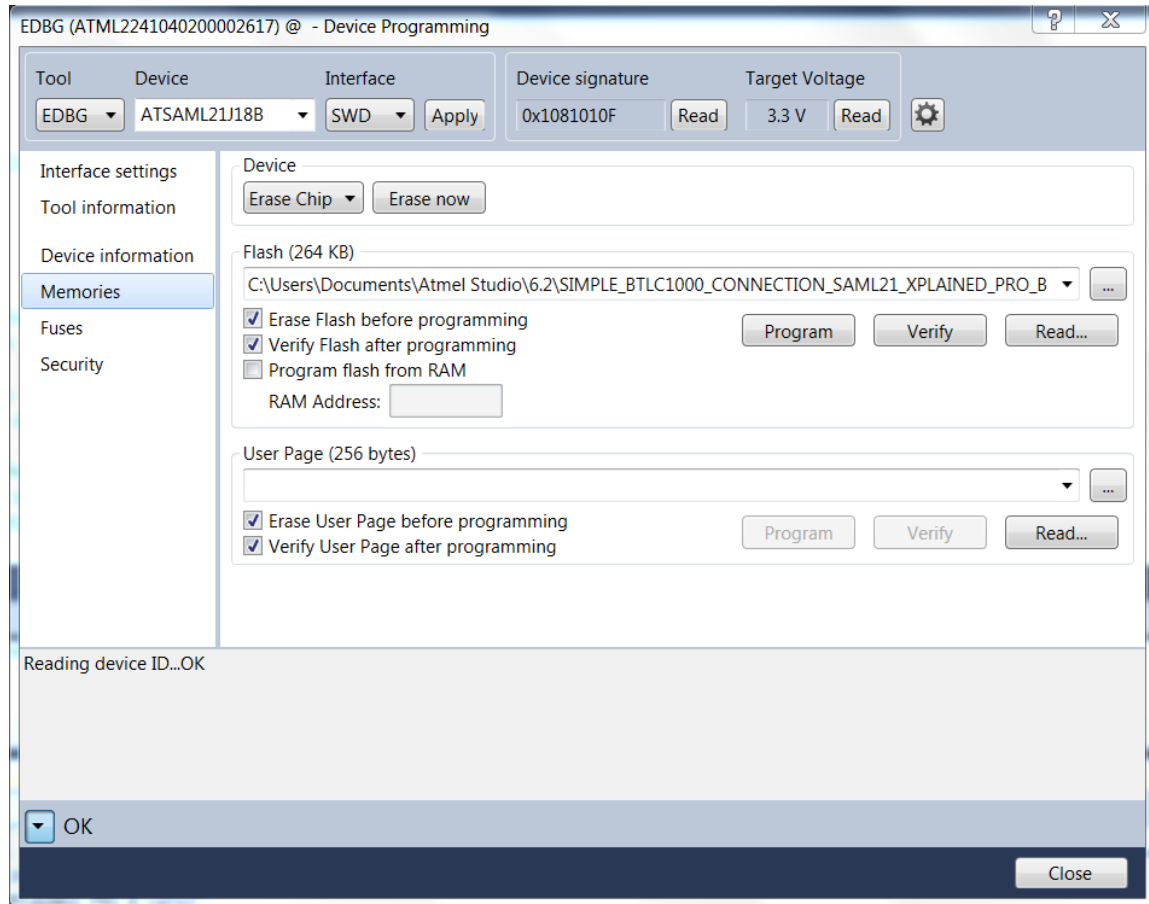 EDBG (ATML2241040200002617) @  - Device Programming
Tool Device Interface Device signature Target Voltage
EDBG ATSAML21J18B SWD Apply 0x1081010F Read 3.3 V Read
Interface settings
Tool information
Device information
Memories
Fuses
Security
Device
Erase Chip Erase now
Flash (264 KB)
C:\Users\Documents\Atmel Studio\6.2\SIMPLE_BTLC1000_CONNECTION_SAML21_XPLAINED_PRO_B ...
Erase Flash before programming
Verify Flash after programming
Program flash from RAM
RAM Address:
Program Verify Read...
User Page (256 bytes)
...
Erase User Page before programming
Verify User Page after programming
Program Verify Read...
Reading device ID...OK
OK
Close